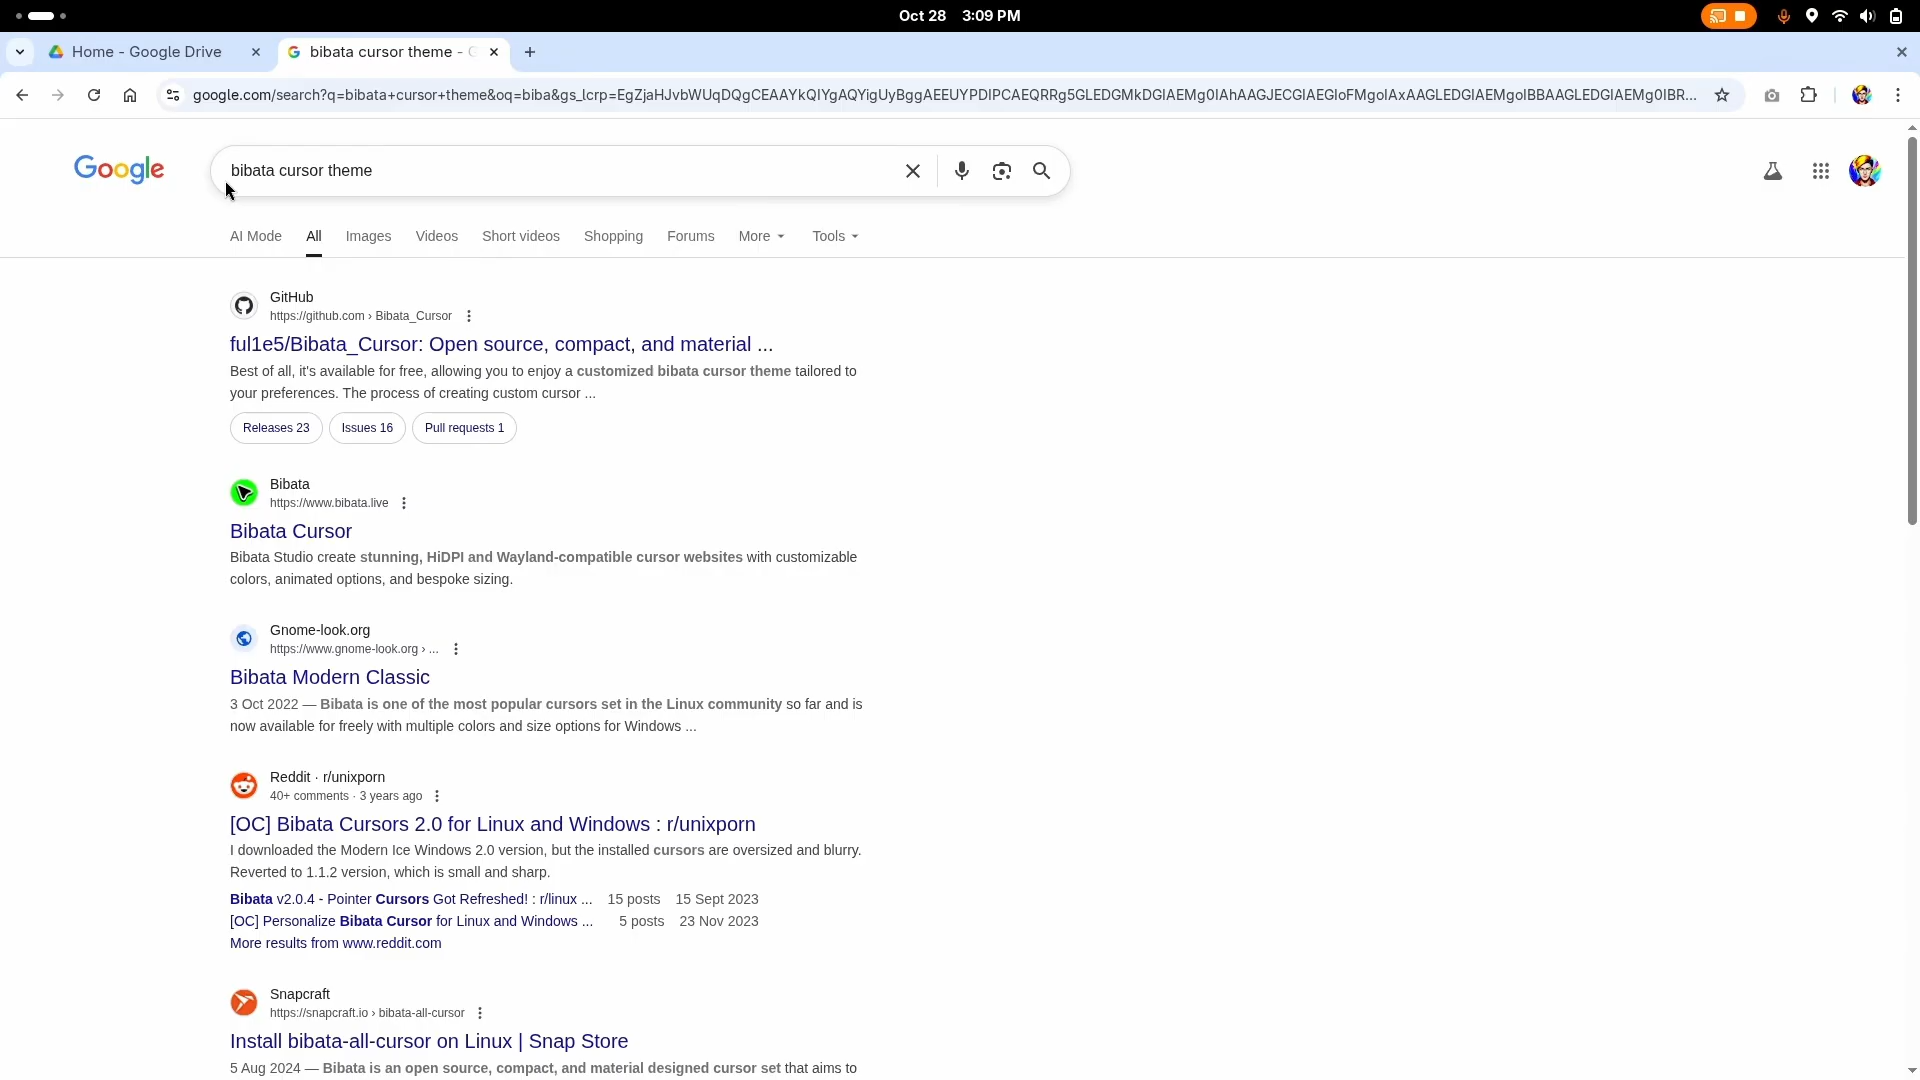 Oct 28 3:09 PM
Home - Google Drive
bibata cursor theme - G
google.com/search?q=bibata+cursor+theme&oq=biba&gs_lcrp=EgZjaHJvbWUqDQgCEAAYkQIYgAQYigUyBggAEEUYPDIPCAEQRRg5GLEDGMkDGIAEMg0IAhAAGJECGIAEGIoFMgoIAxAAGLEDGIAEMgoIBBAAGLEDGIAEMg0IBR...
Google
bibata cursor theme
AI Mode All Images Videos Short videos Shopping Forums More Tools
GitHub
https://github.com › Bibata_Cursor
ful1e5/Bibata_Cursor: Open source, compact, and material ...
Best of all, it's available for free, allowing you to enjoy a customized bibata cursor theme tailored to
your preferences. The process of creating custom cursor ...
Releases 23 Issues 16 Pull requests 1
Bibata
https://www.bibata.live
Bibata Cursor
Bibata Studio create stunning, HiDPI and Wayland-compatible cursor websites with customizable
colors, animated options, and bespoke sizing.
Gnome-look.org
https://www.gnome-look.org › ...
Bibata Modern Classic
3 Oct 2022 — Bibata is one of the most popular cursors set in the Linux community so far and is
now available for freely with multiple colors and size options for Windows ...
Reddit · r/unixporn
40+ comments · 3 years ago
[OC] Bibata Cursors 2.0 for Linux and Windows : r/unixporn
I downloaded the Modern Ice Windows 2.0 version, but the installed cursors are oversized and blurry.
Reverted to 1.1.2 version, which is small and sharp.
Bibata v2.0.4 - Pointer Cursors Got Refreshed! : r/linux ... 15 posts 15 Sept 2023
[OC] Personalize Bibata Cursor for Linux and Windows ... 5 posts 23 Nov 2023
More results from www.reddit.com
Snapcraft
https://snapcraft.io › bibata-all-cursor
Install bibata-all-cursor on Linux | Snap Store
5 Aug 2024 — Bibata is an open source, compact, and material designed cursor set that aims to